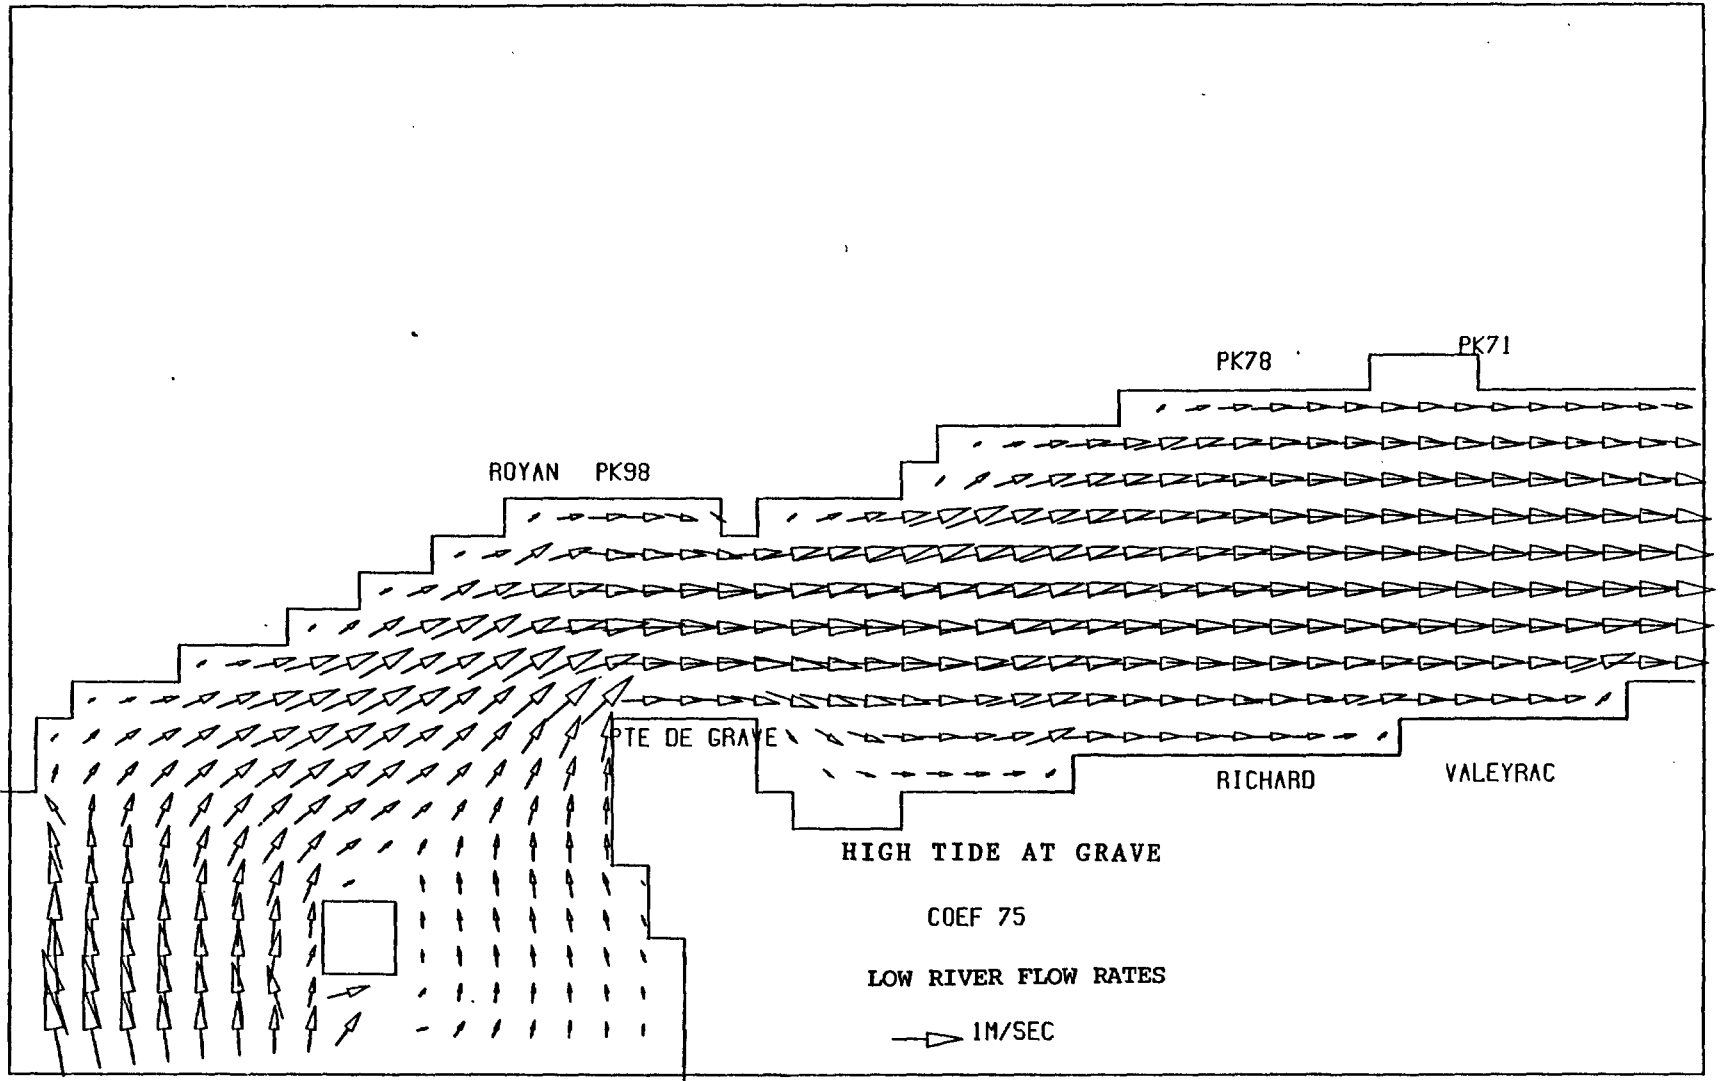 PK71
PK78
ROYAN PK98
PTE DE GRAVE
RICHARD
VALEYRAC
HIGH TIDE AT GRAVE
COEF 75
LOW RIVER FLOW RATES
1M/SEC